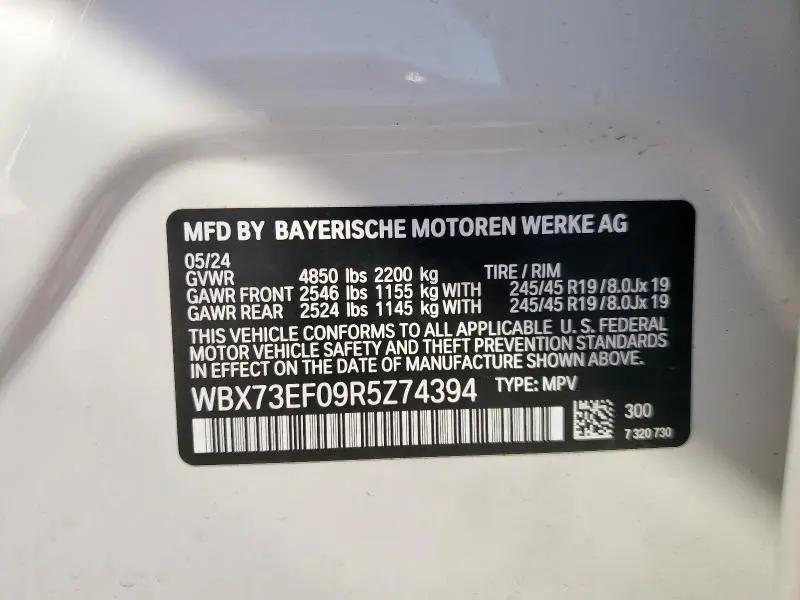 MFD BY BAYERISCHE MOTOREN WERKE AG
05/24
GVWR 4850 lbs 2200 kg TIRE / RIM
GAWR FRONT 2546 lbs 1155 kg WITH 245/45 R19 /8.0Jx 19
GAWR REAR 2524 lbs 1145 kg WITH 245/45 R19 /8.0Jx 19
THIS VEHICLE CONFORMS TO ALL APPLICABLE U. S. FEDERAL
MOTOR VEHICLE SAFETY AND THEFT PREVENTION STANDARDS
IN EFFECT ON THE DATE OF MANUFACTURE SHOWN ABOVE.
WBX73EF09R5Z74394 TYPE: MPV
300
7 320 730